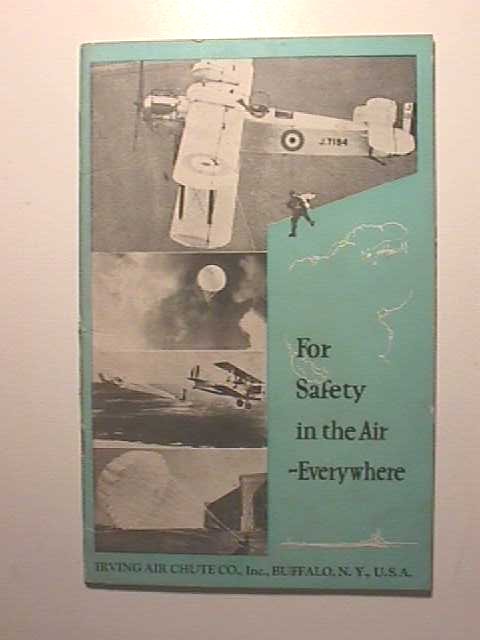 J.7184
For
Safety
in the Air
-Everywhere
IRVING AIR CHUTE CO., Inc., BUFFALO, N. Y., U.S.A.